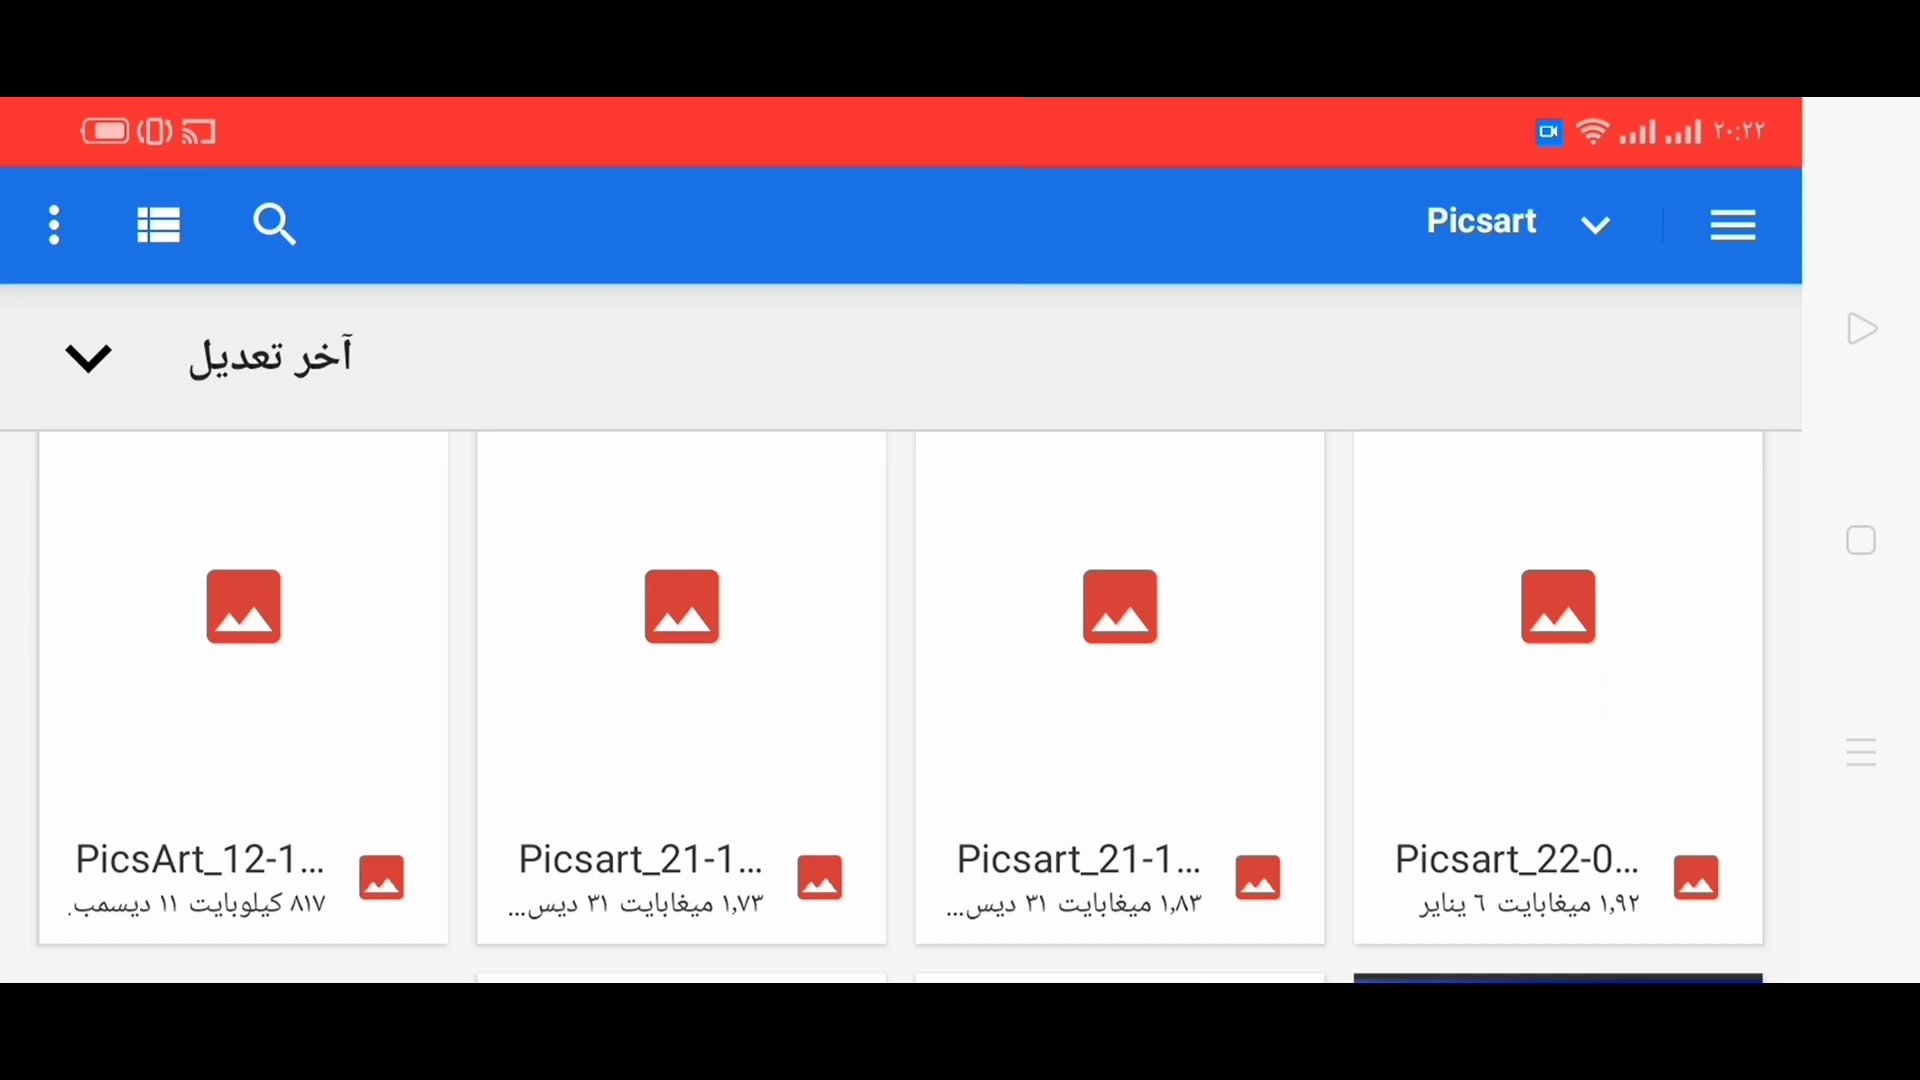 ٢٠:٢٢
Picsart
آخر تعديل
Picsart_22-0...
١,٩٢ ميغابايت ٦ يناير
Picsart_21-1...
١,٨٣ ميغابايت ٣١ ديس...
Picsart_21-1...
١,٧٣ ميغابايت ٣١ ديس...
PicsArt_12-1...
٨١٧ كيلوبايت ١١ ديسمب.